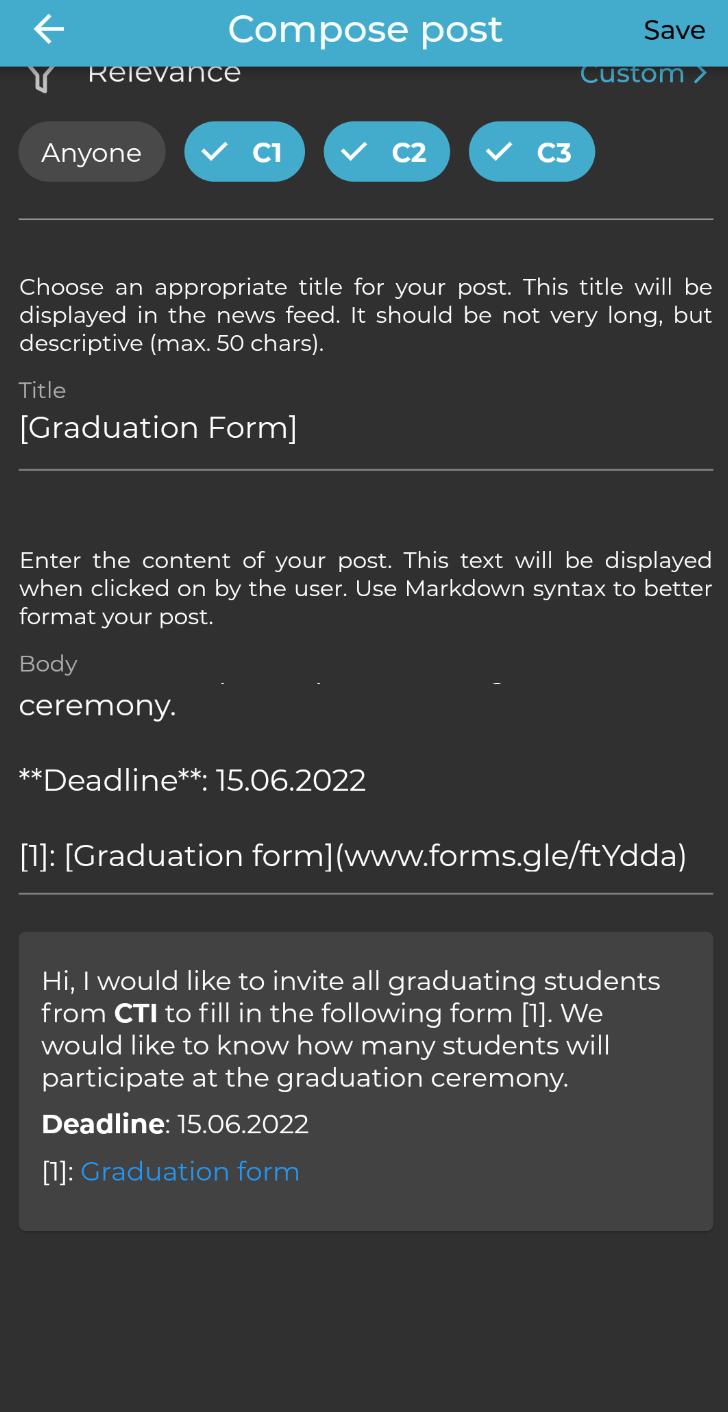 Compose post
Save
Relevance
Custom
Anyone
C1
C2
C3
Choose an appropriate title for your post. This title will be
displayed in the news feed. It should be not very long, but
descriptive (max. 50 chars).
Title
[Graduation Form]
Enter the content of your post. This text will be displayed
when clicked on by the user. Use Markdown syntax to better
format your post.
Body
ceremony.
**Deadline**: 15.06.2022
[1]: [Graduation form](www.forms.gle/ftYdda)
Hi, I would like to invite all graduating students
from CTI to fill in the following form [1]. We
would like to know how many students will
participate at the graduation ceremony.
Deadline: 15.06.2022
[1]: Graduation form